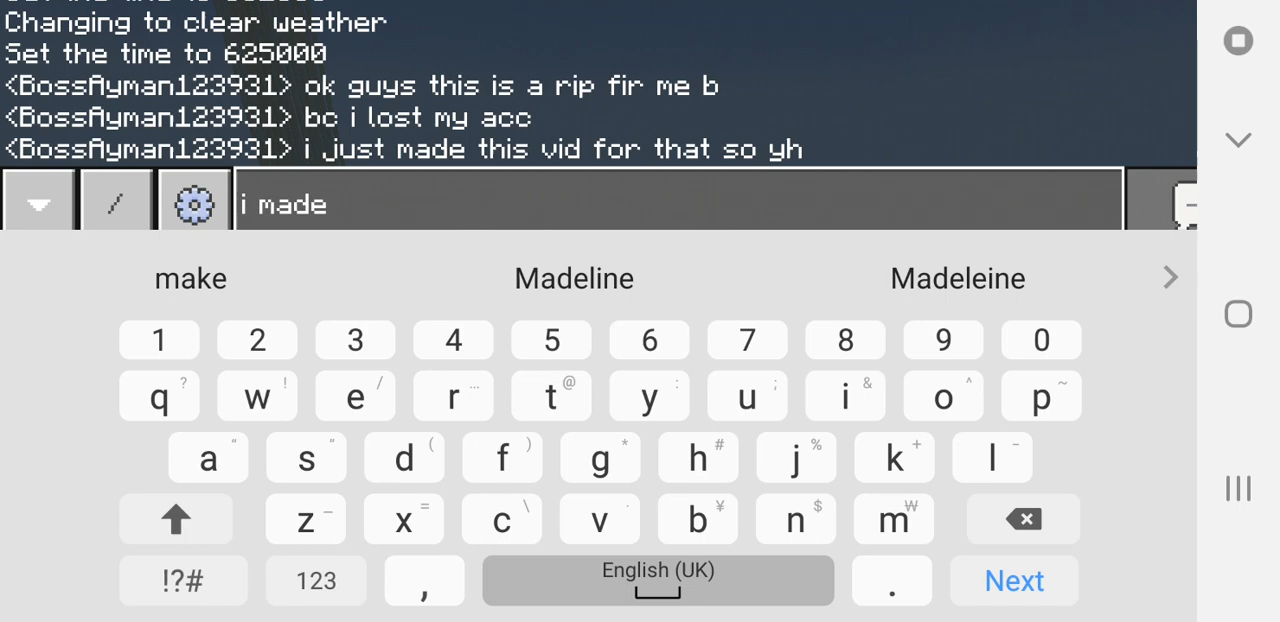 Changing to clear weather
Set the time to 625000
<BossAyman123931> ok guys this is a rip fir me b
<BossAyman123931> bc i lost my acc
<BossAyman123931> i just made this vid for that so yh
/ i made
make Madeline Madeleine
1 2 3 4 5 6 7 8 9 0
q ? w ! e / r … t @ y : u ; i & o ^ p ~
a “ s ” d ( f ) g * h # j % k + l -
z _ x = c \ v · b ¥ n $ m ₩
!?# 123 , English (UK) . Next